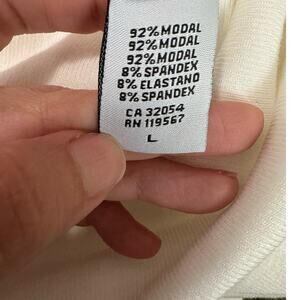 92% MODAL
92% MODAL
92% MODAL
8% SPANDEX
8% ELASTANO
8% SPANDEX
CA 32054
RN 119567
L